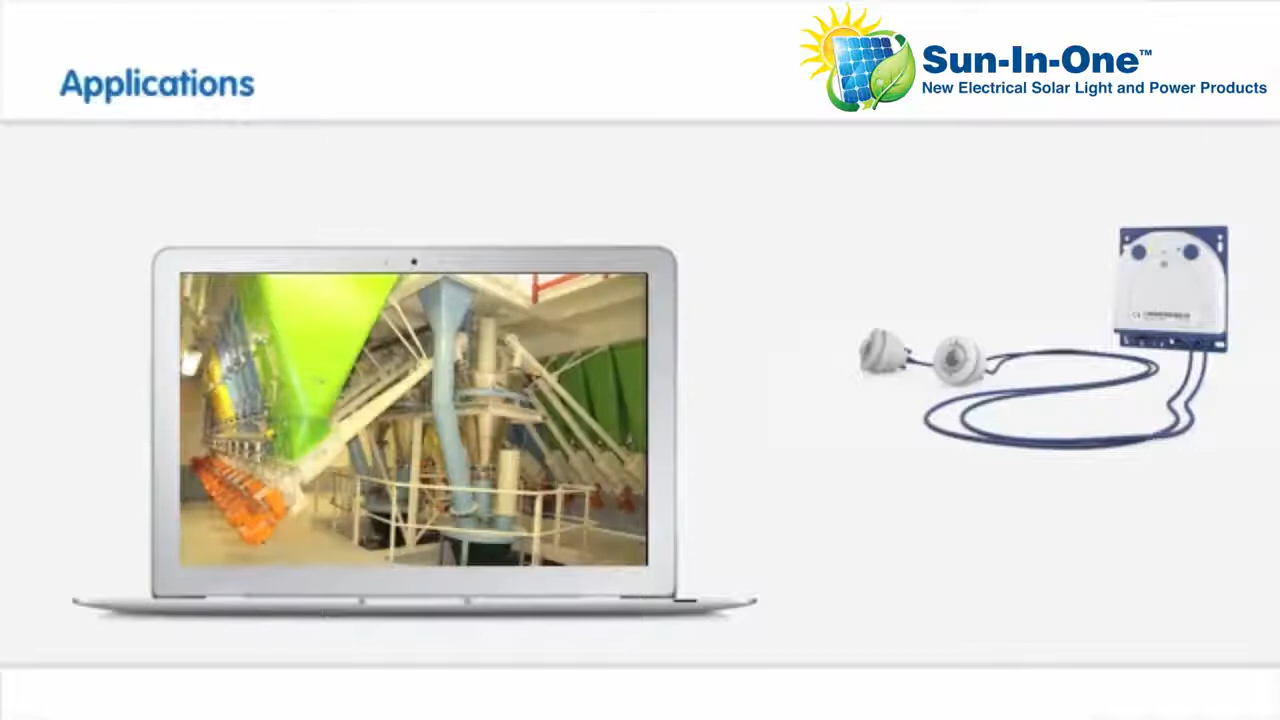 Applications
Sun-In-One™
New Electrical Solar Light and Power Products